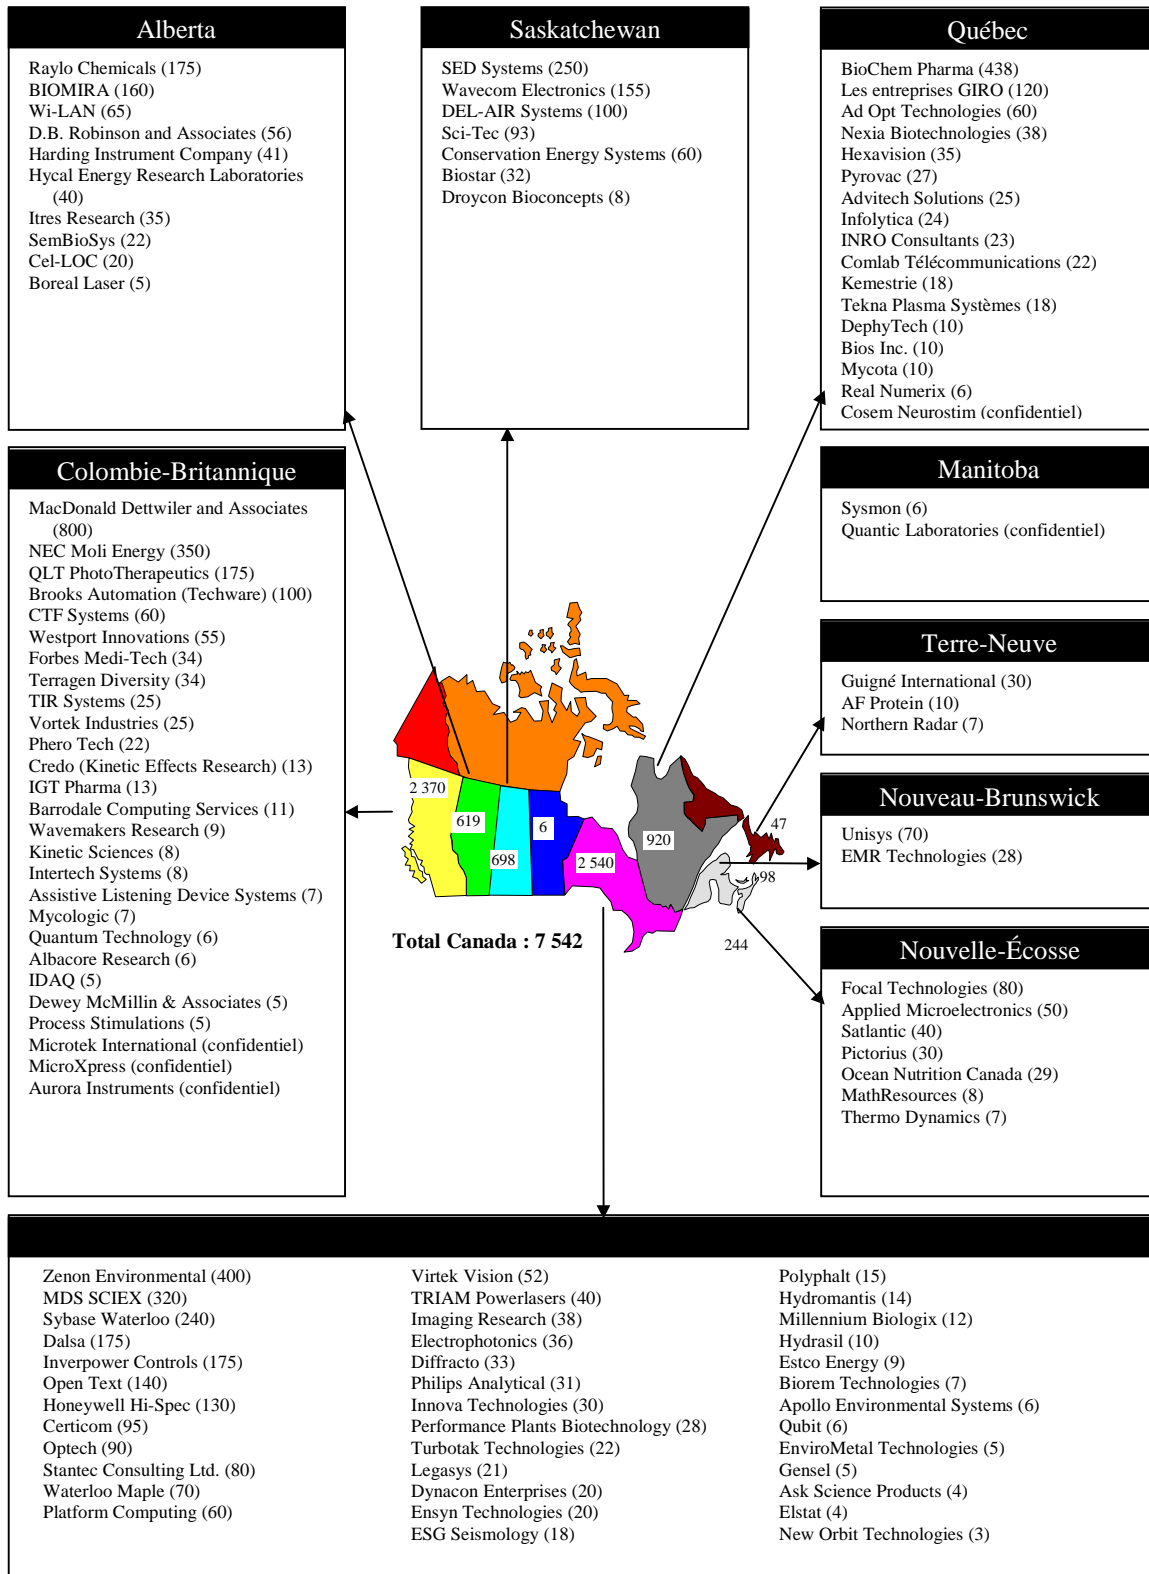 Alberta
Raylo Chemicals (175)
BIOMIRA (160)
Wi-LAN (65)
D.B. Robinson and Associates (56)
Harding Instrument Company (41)
Hycal Energy Research Laboratories
(40)
Itres Research (35)
SemBioSys (22)
Cel-LOC (20)
Boreal Laser (5)
Saskatchewan
SED Systems (250)
Wavecom Electronics (155)
DEL-AIR Systems (100)
Sci-Tec (93)
Conservation Energy Systems (60)
Biostar (32)
Droycon Bioconcepts (8)
Québec
BioChem Pharma (438)
Les entreprises GIRO (120)
Ad Opt Technologies (60)
Nexia Biotechnologies (38)
Hexavision (35)
Pyrovac (27)
Advitech Solutions (25)
Infolytica (24)
INRO Consultants (23)
Comlab Télécommunications (22)
Kemestrie (18)
Tekna Plasma Systèmes (18)
DephyTech (10)
Bios Inc. (10)
Mycota (10)
Real Numerix (6)
Cosem Neurostim (confidentiel)
Colombie-Britannique
MacDonald Dettwiler and Associates
(800)
NEC Moli Energy (350)
QLT PhotoTherapeutics (175)
Brooks Automation (Techware) (100)
CTF Systems (60)
Westport Innovations (55)
Forbes Medi-Tech (34)
Terragen Diversity (34)
TIR Systems (25)
Vortek Industries (25)
Phero Tech (22)
Credo (Kinetic Effects Research) (13)
IGT Pharma (13)
Barrodale Computing Services (11)
Wavemakers Research (9)
Kinetic Sciences (8)
Intertech Systems (8)
Assistive Listening Device Systems (7)
Mycologic (7)
Quantum Technology (6)
Albacore Research (6)
IDAQ (5)
Dewey McMillin & Associates (5)
Process Stimulations (5)
Microtek International (confidentiel)
MicroXpress (confidentiel)
Aurora Instruments (confidentiel)
2 370
619
698
6
2 540
920
47
98
244
Total Canada : 7 542
Manitoba
Sysmon (6)
Quantic Laboratories (confidentiel)
Terre-Neuve
Guigné International (30)
AF Protein (10)
Northern Radar (7)
Nouveau-Brunswick
Unisys (70)
EMR Technologies (28)
Nouvelle-Écosse
Focal Technologies (80)
Applied Microelectronics (50)
Satlantic (40)
Pictorius (30)
Ocean Nutrition Canada (29)
MathResources (8)
Thermo Dynamics (7)
Zenon Environmental (400)
MDS SCIEX (320)
Sybase Waterloo (240)
Dalsa (175)
Inverpower Controls (175)
Open Text (140)
Honeywell Hi-Spec (130)
Certicom (95)
Optech (90)
Stantec Consulting Ltd. (80)
Waterloo Maple (70)
Platform Computing (60)
Virtek Vision (52)
TRIAM Powerlasers (40)
Imaging Research (38)
Electrophotonics (36)
Diffracto (33)
Philips Analytical (31)
Innova Technologies (30)
Performance Plants Biotechnology (28)
Turbotak Technologies (22)
Legasys (21)
Dynacon Enterprises (20)
Ensyn Technologies (20)
ESG Seismology (18)
Polyphalt (15)
Hydromantis (14)
Millennium Biologix (12)
Hydrasil (10)
Estco Energy (9)
Biorem Technologies (7)
Apollo Environmental Systems (6)
Qubit (6)
EnviroMetal Technologies (5)
Gensel (5)
Ask Science Products (4)
Elstat (4)
New Orbit Technologies (3)